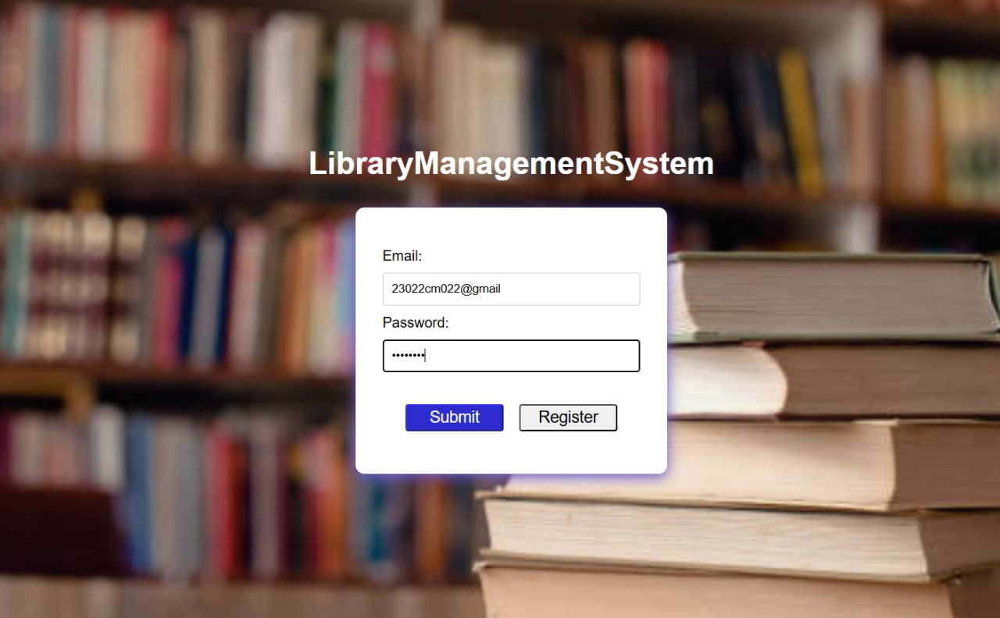 LibraryManagementSystem
Email:
23022cm022@gmail
Password:
••••••••
Submit Register